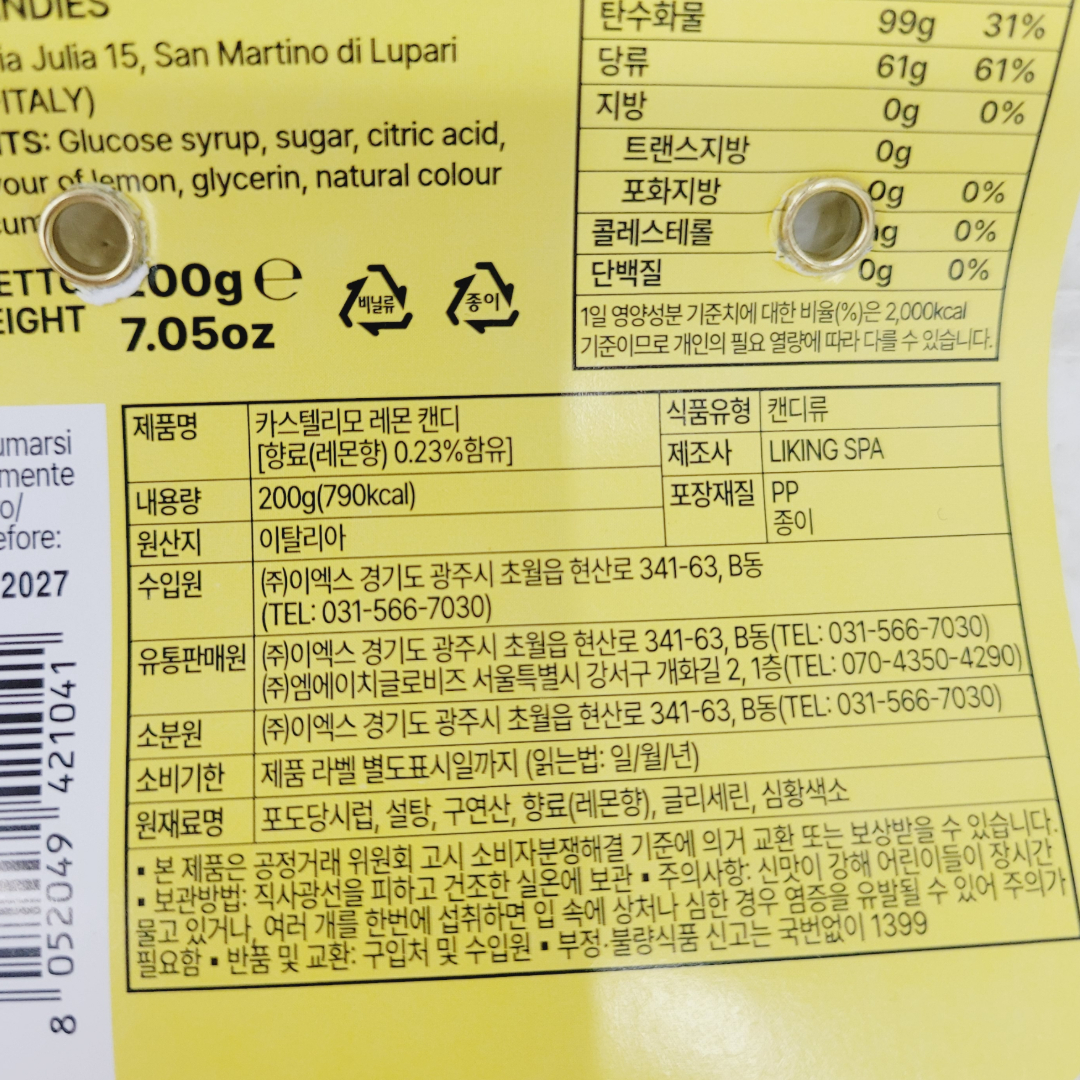 NDIES
ia Julia 15, San Martino di Lupari
ITALY)
TS: Glucose syrup, sugar, citric acid,
our of lemon, glycerin, natural colour
cum
ETTO 200g e
EIGHT 7.05oz
비닐류
종이
탄수화물 99g 31%
당류 61g 61%
지방 0g 0%
트랜스지방 0g
포화지방 0g 0%
콜레스테롤 0%
단백질 0g 0%
1일 영양성분 기준치에 대한 비율(%)은 2,000kcal
기준이므로 개인의 필요 열량에 따라 다를 수 있습니다.
umarsi
mente
o/
efore:
2027
8 052049 421041
제품명 카스텔리모 레몬 캔디
[향료(레몬향) 0.23%함유]
식품유형 캔디류
제조사 LIKING SPA
내용량 200g(790kcal)
포장재질 PP
종이
원산지 이탈리아
수입원 (주)이엑스 경기도 광주시 초월읍 현산로 341-63, B동
(TEL: 031-566-7030)
유통판매원 (주)이엑스 경기도 광주시 초월읍 현산로 341-63, B동(TEL: 031-566-7030)
(주)엠에이치글로비즈 서울특별시 강서구 개화길 2, 1층(TEL: 070-4350-4290)
소분원 (주)이엑스 경기도 광주시 초월읍 현산로 341-63, B동(TEL: 031-566-7030)
소비기한 제품 라벨 별도표시일까지 (읽는법: 일/월/년)
원재료명 포도당시럽, 설탕, 구연산, 향료(레몬향), 글리세린, 심황색소
▪ 본 제품은 공정거래 위원회 고시 소비자분쟁해결 기준에 의거 교환 또는 보상받을 수 있습니다.
▪ 보관방법: 직사광선을 피하고 건조한 실온에 보관 ▪ 주의사항: 신맛이 강해 어린이들이 장시간
물고 있거나, 여러 개를 한번에 섭취하면 입 속에 상처나 심한 경우 염증을 유발될 수 있어 주의가
필요함 ▪ 반품 및 교환: 구입처 및 수입원 ▪ 부정·불량식품 신고는 국번없이 1399